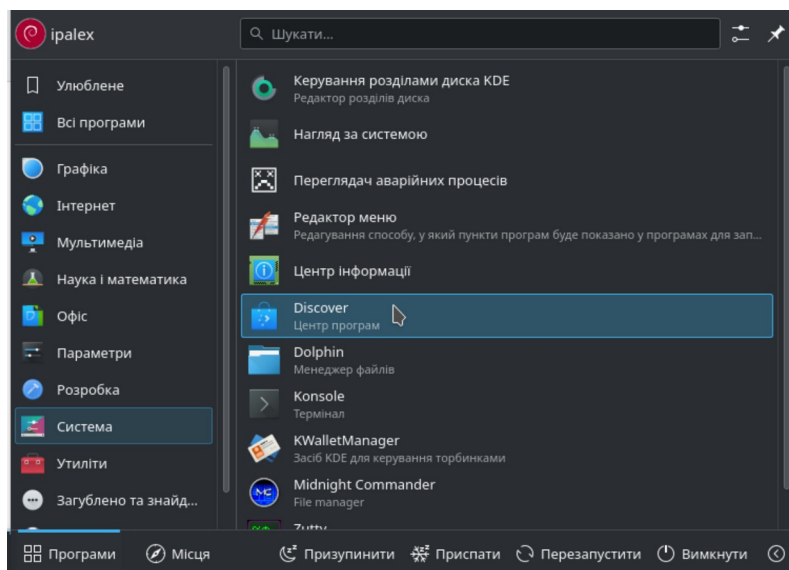 ipalex
Шукати...
Улюблене
Всі програми
Графіка
Інтернет
Мультимедіа
Наука і математика
Офіс
Параметри
Розробка
Система
Утиліти
Загублено та знайд...
Керування розділами диска KDE
Редактор розділів диска
Нагляд за системою
Переглядач аварійних процесів
Редактор меню
Редагування способу, у який пункти програм буде показано у програмах для зап...
Центр інформації
Discover
Центр програм
Dolphin
Менеджер файлів
Konsole
Термінал
KWalletManager
Засіб KDE для керування торбинками
Midnight Commander
File manager
Zutty
Програми
Місця
Призупинити
Приспати
Перезапустити
Вимкнути